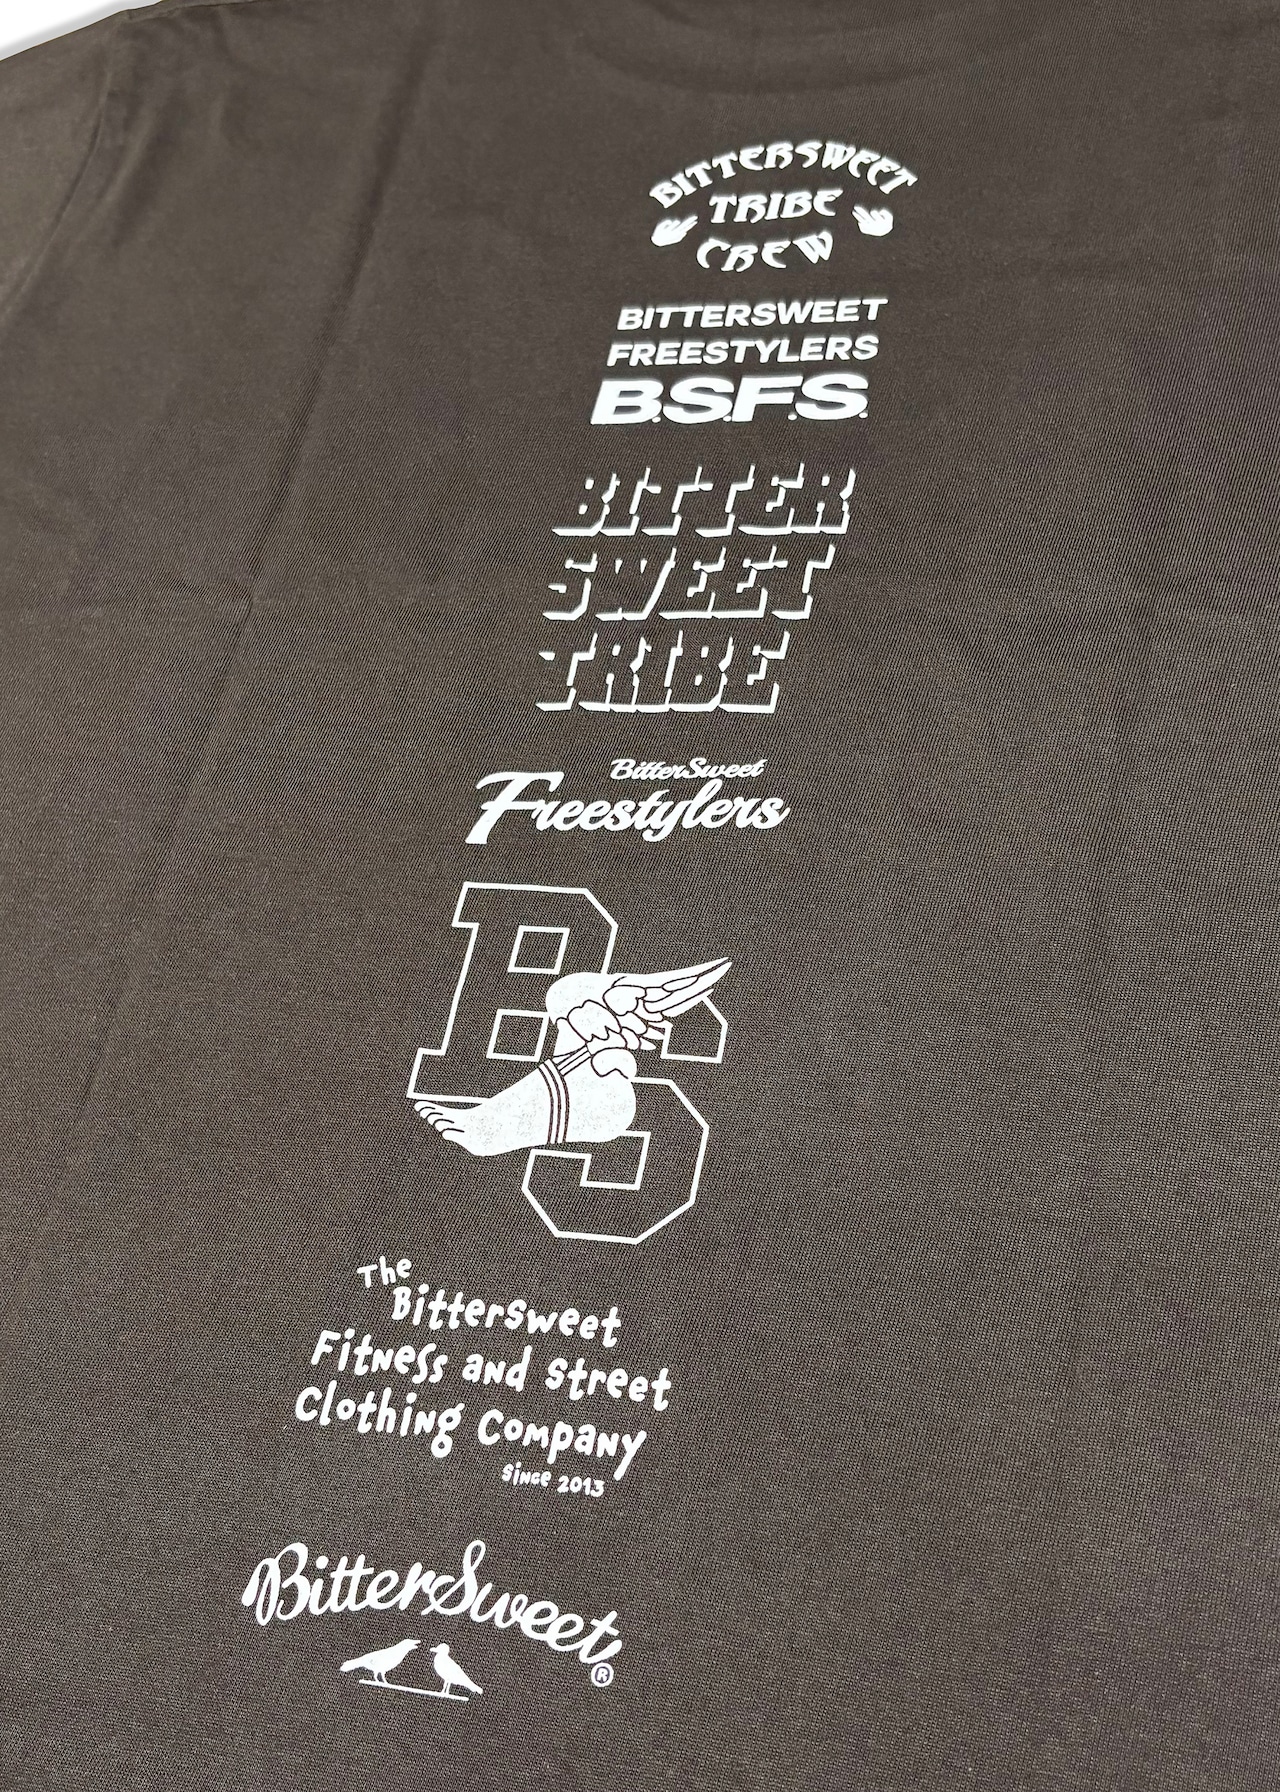 BITTERSWEET
TRIBE
CREW
BITTERSWEET
FREESTYLERS
B.S.F.S.
BITTER
SWEET
TRIBE
BitterSweet
Freestylers
BS
The
Bittersweet
Fitness and Street
Clothing Company
Since 2013
BitterSweet
®